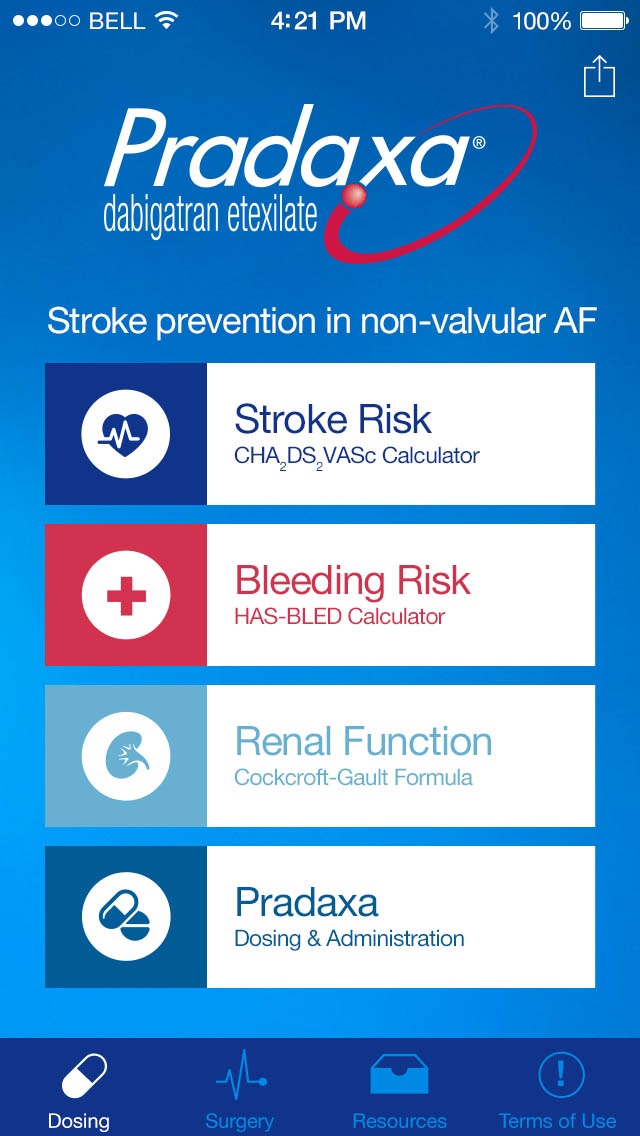 BELL 4:21 PM 100%
Pradaxa®
dabigatran etexilate
Stroke prevention in non-valvular AF
Stroke Risk
CHA₂DS₂VASc Calculator
Bleeding Risk
HAS-BLED Calculator
Renal Function
Cockcroft-Gault Formula
Pradaxa
Dosing & Administration
Dosing Surgery Resources Terms of Use